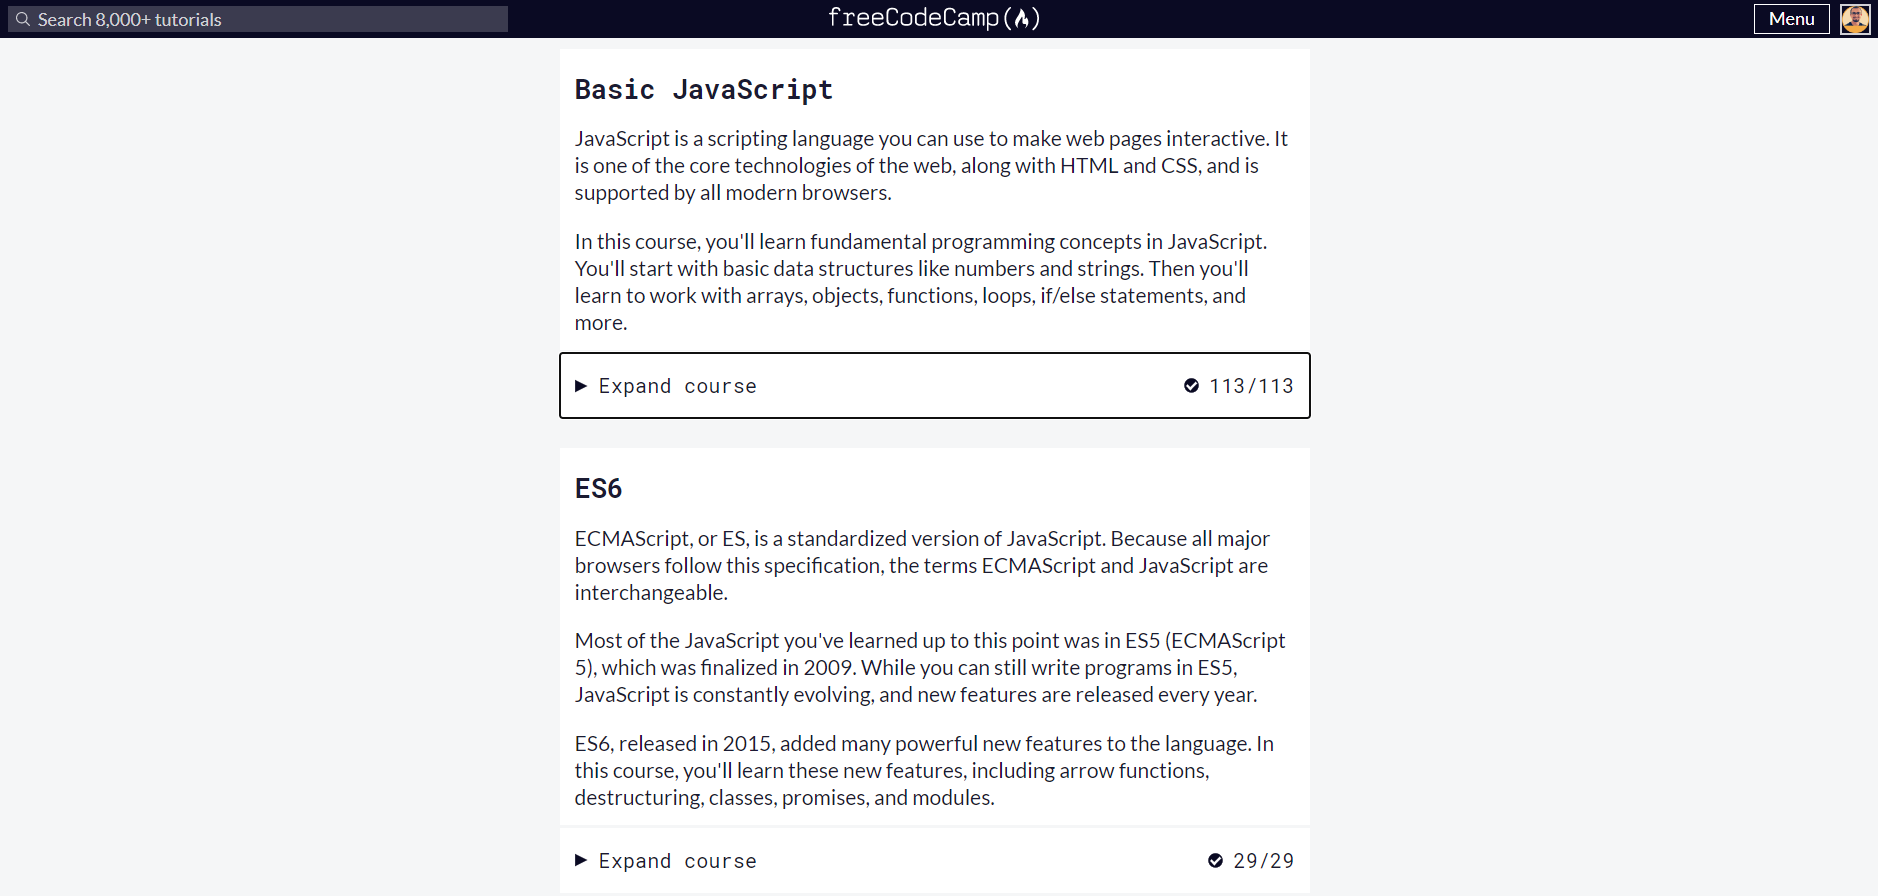 Search 8,000+ tutorials
freeCodeCamp
Menu
Basic JavaScript
JavaScript is a scripting language you can use to make web pages interactive. It
is one of the core technologies of the web, along with HTML and CSS, and is
supported by all modern browsers.
In this course, you'll learn fundamental programming concepts in JavaScript.
You'll start with basic data structures like numbers and strings. Then you'll
learn to work with arrays, objects, functions, loops, if/else statements, and
more.
Expand course 113/113
ES6
ECMAScript, or ES, is a standardized version of JavaScript. Because all major
browsers follow this specification, the terms ECMAScript and JavaScript are
interchangeable.
Most of the JavaScript you've learned up to this point was in ES5 (ECMAScript
5), which was finalized in 2009. While you can still write programs in ES5,
JavaScript is constantly evolving, and new features are released every year.
ES6, released in 2015, added many powerful new features to the language. In
this course, you'll learn these new features, including arrow functions,
destructuring, classes, promises, and modules.
Expand course 29/29